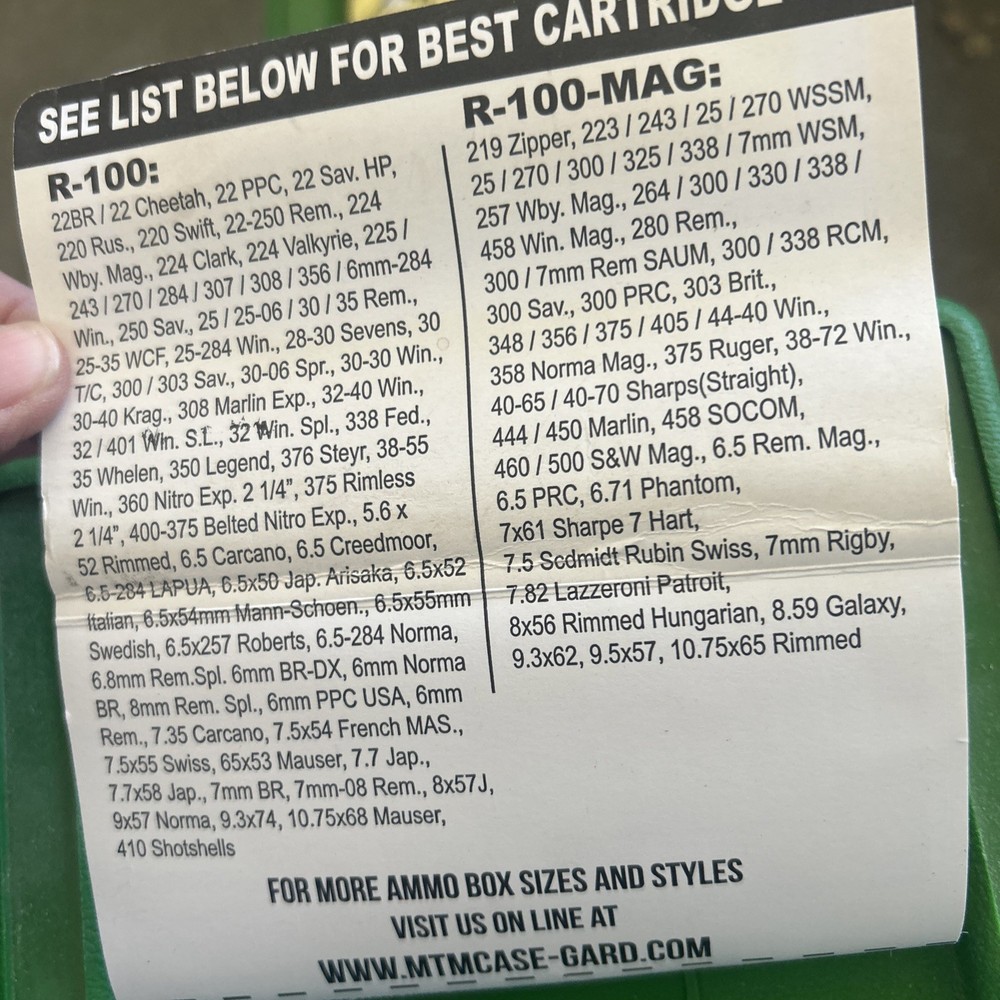 SEE LIST BELOW FOR BEST CARTRIDGE
R-100:
22BR / 22 Cheetah, 22 PPC, 22 Sav. HP,
220 Rus., 220 Swift, 22-250 Rem., 224
Wby. Mag., 224 Clark, 224 Valkyrie, 225 /
243 / 270 / 284 / 307 / 308 / 356 / 6mm-284
Win., 250 Sav., 25 / 25-06 / 30 / 35 Rem.,
25-35 WCF, 25-284 Win., 28-30 Sevens, 30
T/C, 300 / 303 Sav., 30-06 Spr., 30-30 Win.,
30-40 Krag., 308 Marlin Exp., 32-40 Win.,
32 / 401 Win. S.L., 32 Win. Spl., 338 Fed.,
35 Whelen, 350 Legend, 376 Steyr, 38-55
Win., 360 Nitro Exp. 2 1/4", 375 Rimless
2 1/4", 400-375 Belted Nitro Exp., 5.6 x
52 Rimmed, 6.5 Carcano, 6.5 Creedmoor,
6.5-284 LAPUA, 6.5x50 Jap. Arisaka, 6.5x52
Italian, 6.5x54mm Mann-Schoen., 6.5x55mm
Swedish, 6.5x257 Roberts, 6.5-284 Norma,
6.8mm Rem.Spl. 6mm BR-DX, 6mm Norma
BR, 8mm Rem. Spl., 6mm PPC USA, 6mm
Rem., 7.35 Carcano, 7.5x54 French MAS.,
7.5x55 Swiss, 65x53 Mauser, 7.7 Jap.,
7.7x58 Jap., 7mm BR, 7mm-08 Rem., 8x57J,
9x57 Norma, 9.3x74, 10.75x68 Mauser,
410 Shotshells
R-100-MAG:
219 Zipper, 223 / 243 / 25 / 270 WSSM,
25 / 270 / 300 / 325 / 338 / 7mm WSM,
257 Wby. Mag., 264 / 300 / 330 / 338 /
458 Win. Mag., 280 Rem.,
300 / 7mm Rem SAUM, 300 / 338 RCM,
300 Sav., 300 PRC, 303 Brit.,
348 / 356 / 375 / 405 / 44-40 Win.,
358 Norma Mag., 375 Ruger, 38-72 Win.,
40-65 / 40-70 Sharps(Straight),
444 / 450 Marlin, 458 SOCOM,
460 / 500 S&W Mag., 6.5 Rem. Mag.,
6.5 PRC, 6.71 Phantom,
7x61 Sharpe 7 Hart,
7.5 Scdmidt Rubin Swiss, 7mm Rigby,
7.82 Lazzeroni Patroit,
8x56 Rimmed Hungarian, 8.59 Galaxy,
9.3x62, 9.5x57, 10.75x65 Rimmed
FOR MORE AMMO BOX SIZES AND STYLES
VISIT US ON LINE AT
WWW.MTMCASE-GARD.COM